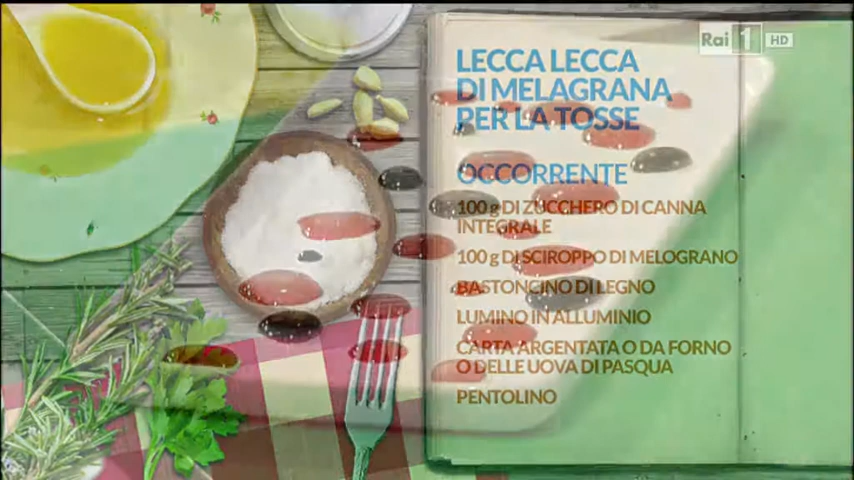 Rai 1 HD
LECCA LECCA
DI MELAGRANA
PER LA TOSSE
OCCORRENTE
100 g DI ZUCCHERO DI CANNA
INTEGRALE
100 g DI SCIROPPO DI MELOGRANO
BASTONCINO DI LEGNO
LUMINO IN ALLUMINIO
CARTA ARGENTATA O DA FORNO
O DELLE UOVA DI PASQUA
PENTOLINO